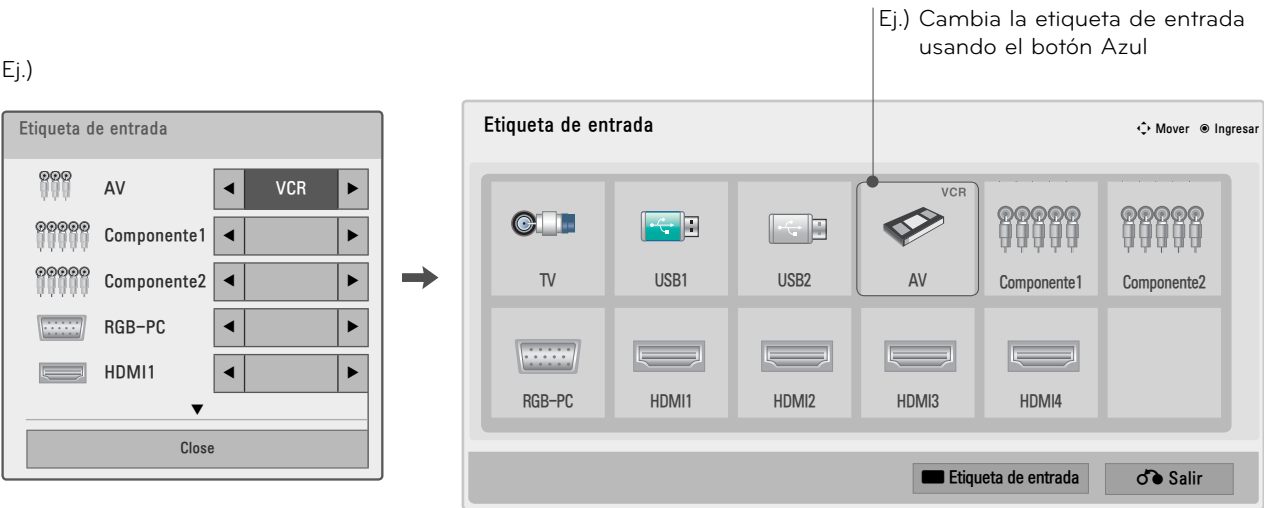 Ej.) Cambia la etiqueta de entrada
usando el botón Azul
Ej.)
Etiqueta de entrada
AV
VCR
Componente1
Componente2
RGB-PC
HDMI1
Close
Etiqueta de entrada
Mover
Ingresar
TV
USB1
USB2
VCR
AV
Componente1
Componente2
RGB-PC
HDMI1
HDMI2
HDMI3
HDMI4
Etiqueta de entrada
Salir